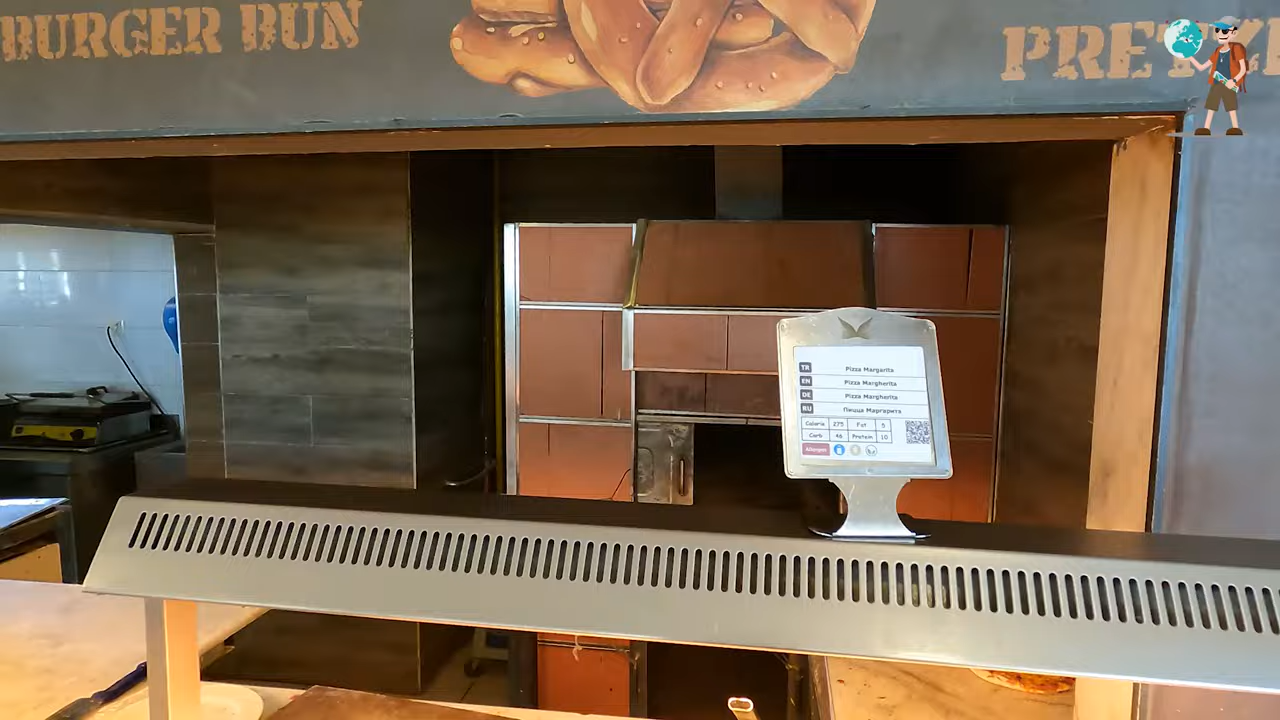 BURGER BUN
PRETZE
TR Pizza Margarita
EN Pizza Margherita
DE Pizza Margherita
RU Пицца Маргарита
Calorie 275 Fat 5
Carb 46 Protein 10
Allergen